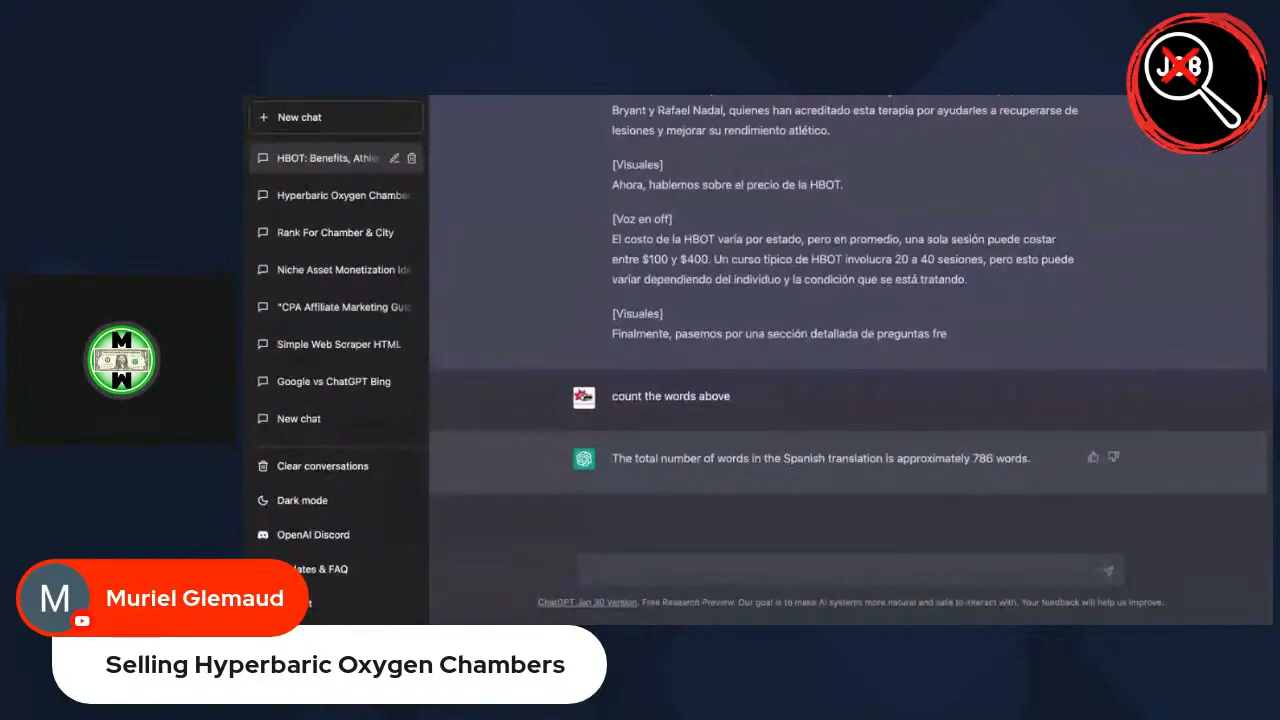 JOB
+ New chat
HBOT: Benefits, Athle
Hyperbaric Oxygen Chamber
Rank For Chamber & City
Niche Asset Monetization Id
"CPA Affiliate Marketing Gui
Simple Web Scraper HTML
Google vs ChatGPT Bing
New chat
Clear conversations
Dark mode
OpenAI Discord
ates & FAQ
Bryant y Rafael Nadal, quienes han acreditado esta terapia por ayudarles a recuperarse de
lesiones y mejorar su rendimiento atlético.
[Visuales]
Ahora, hablemos sobre el precio de la HBOT.
[Voz en off]
El costo de la HBOT varía por estado, pero en promedio, una sola sesión puede costar
entre $100 y $400. Un curso típico de HBOT involucra 20 a 40 sesiones, pero esto puede
variar dependiendo del individuo y la condición que se está tratando.
[Visuales]
Finalmente, pasemos por una sección detallada de preguntas fre
count the words above
The total number of words in the Spanish translation is approximately 786 words.
ChatGPT Jan 30 Version. Free Research Preview. Our goal is to make AI systems more natural and safe to interact with. Your feedback will help us improve.
M
M
M
Muriel Glemaud
Selling Hyperbaric Oxygen Chambers